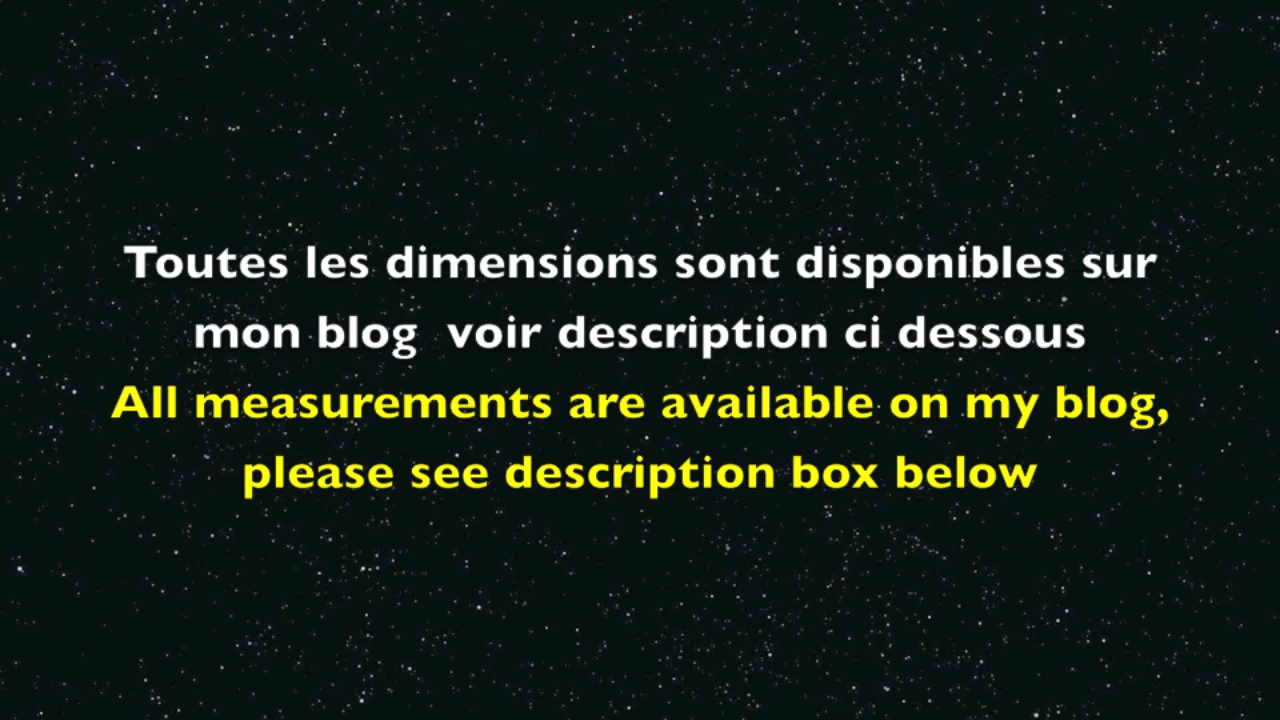 Toutes les dimensions sont disponibles sur
mon blog  voir description ci dessous
All measurements are available on my blog,
please see description box below